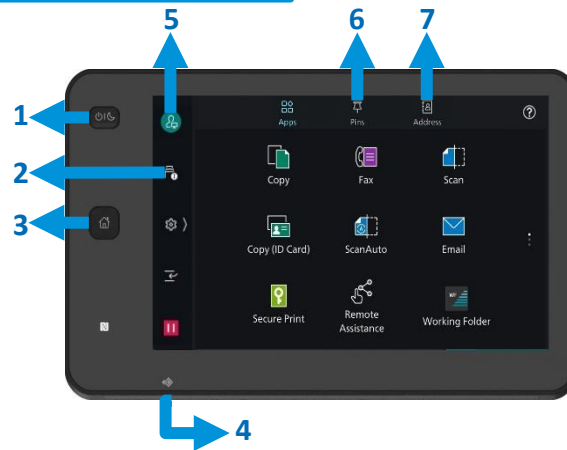 5 6 7
1
Apps Pins Address
2
Copy Fax Scan
3
Copy (ID Card) ScanAuto Email
Secure Print Remote Assistance Working Folder
4